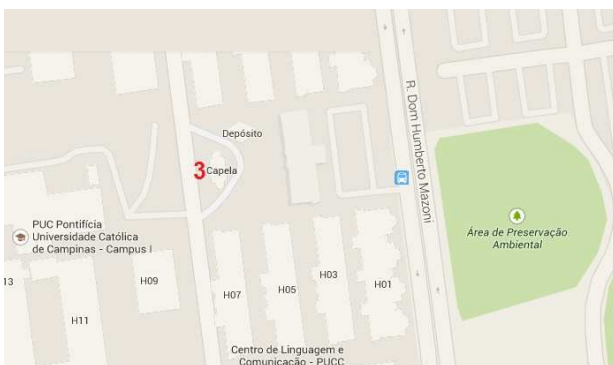 Depósito
3 Capela
R. Dom Humberto Mazoni
PUC Pontifícia
Universidade Católica
de Campinas - Campus I
Área de Preservação
Ambiental
13
H09
H07
H05
H03
H01
H11
Centro de Linguagem e
Comunicação - PUCC